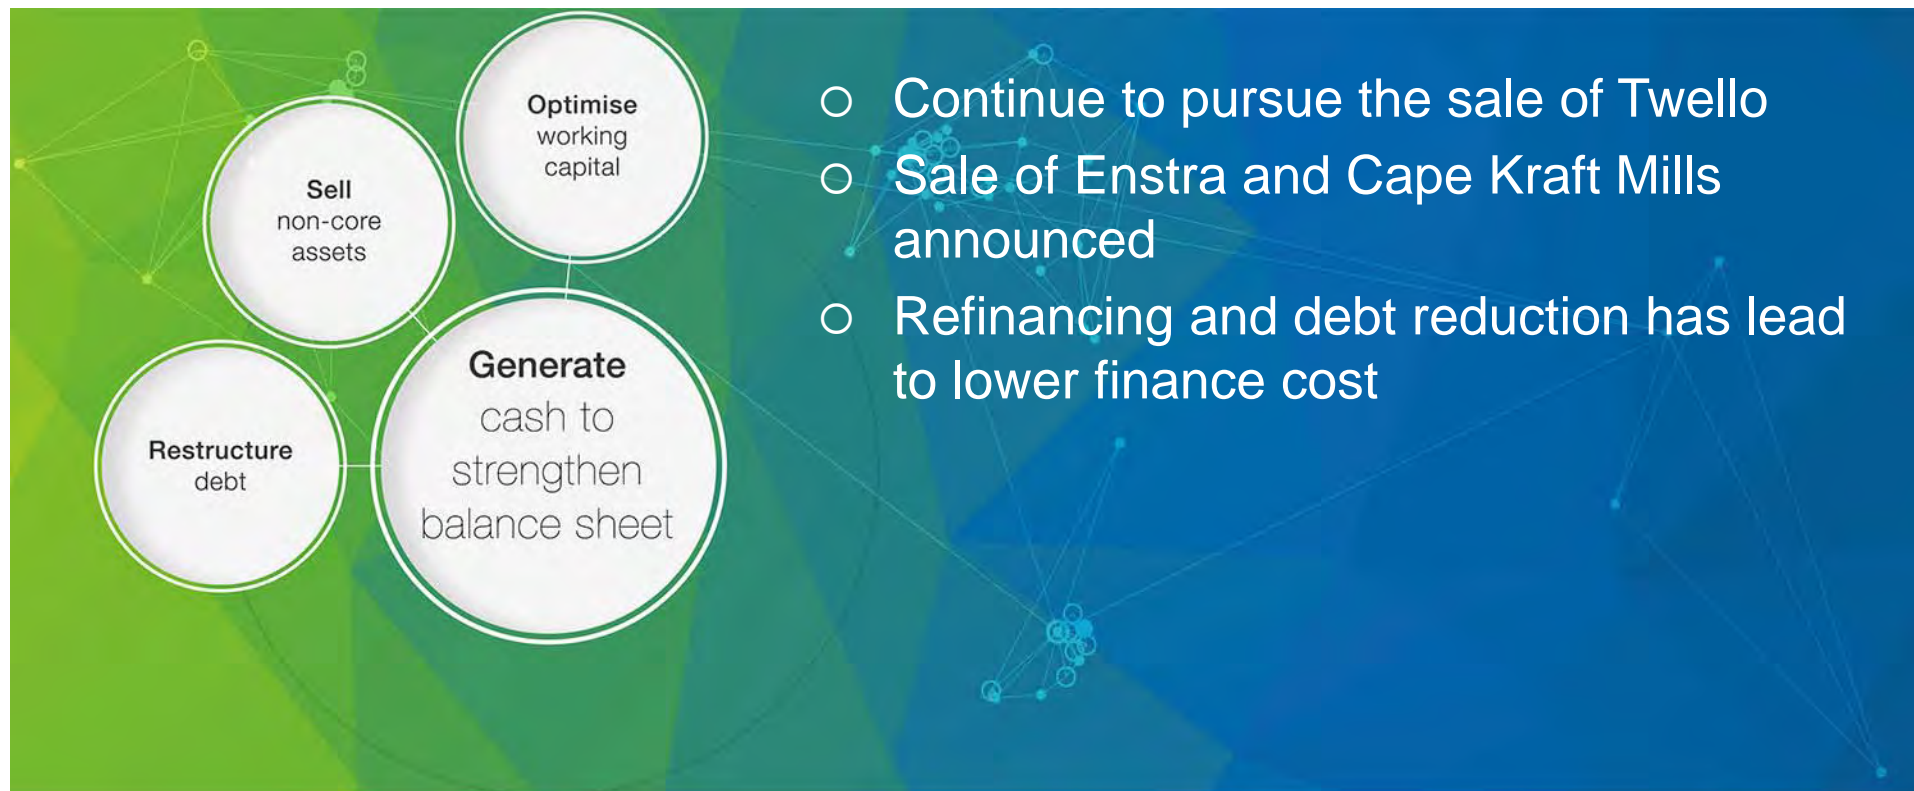 Optimise
working
capital
Sell
non-core
assets
Generate
cash to
strengthen
balance sheet
Restructure
debt
○ Continue to pursue the sale of Twello
○ Sale of Enstra and Cape Kraft Mills
announced
○ Refinancing and debt reduction has lead
to lower finance cost